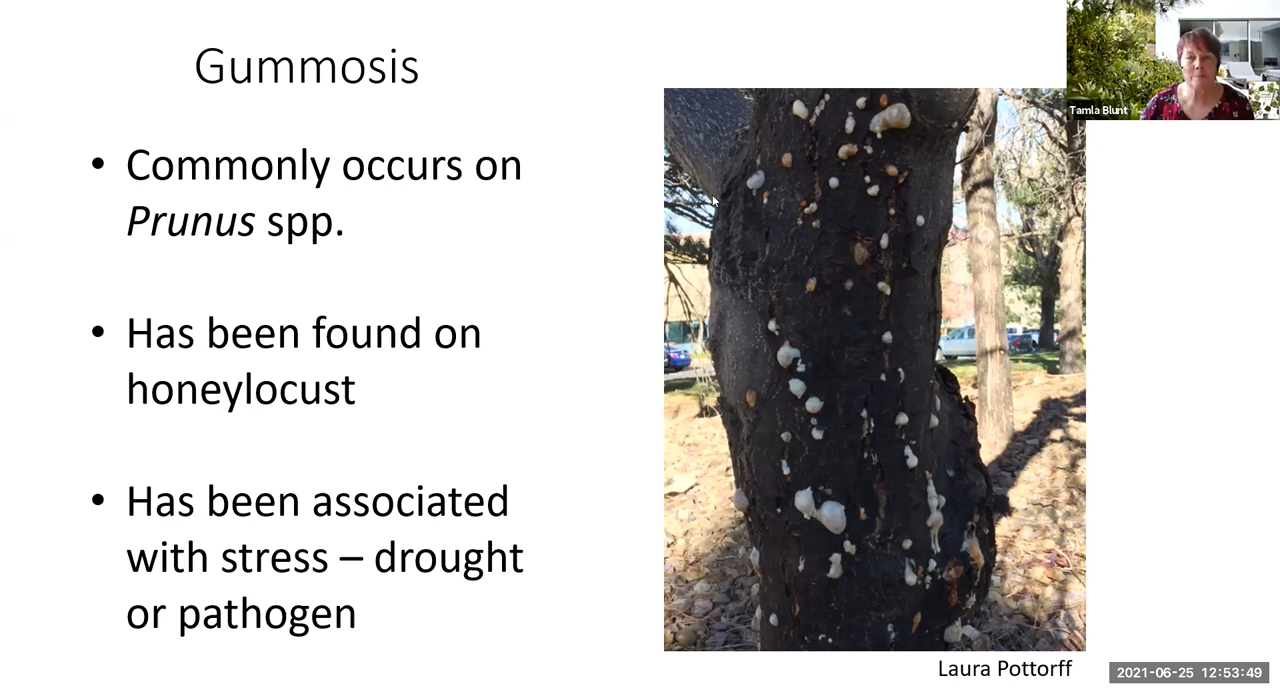 Gummosis
• Commonly occurs on
Prunus spp.
• Has been found on
honeylocust
• Has been associated
with stress – drought
or pathogen
Tamla Blunt
Laura Pottorff
2021-06-25 12:53:49